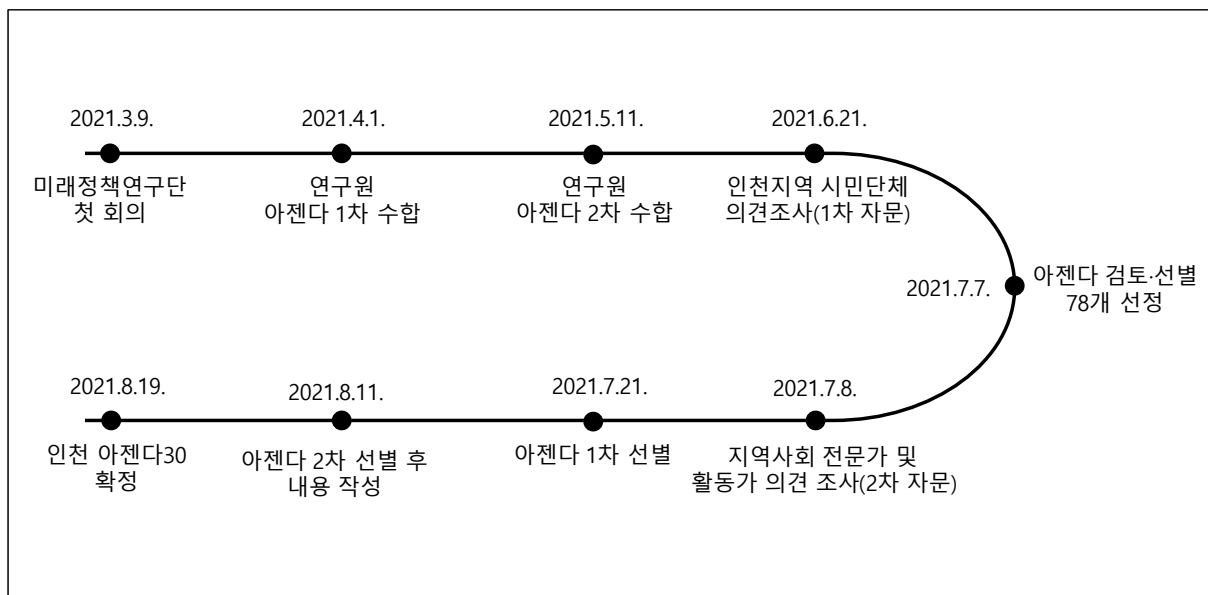 2021.3.9.
미래정책연구단
첫 회의
2021.4.1.
연구원
아젠다 1차 수합
2021.5.11.
연구원
아젠다 2차 수합
2021.6.21.
인천지역 시민단체
의견조사(1차 자문)
2021.7.7.
아젠다 검토·선별
78개 선정
2021.7.8.
지역사회 전문가 및
활동가 의견 조사(2차 자문)
2021.7.21.
아젠다 1차 선별
2021.8.11.
아젠다 2차 선별 후
내용 작성
2021.8.19.
인천 아젠다30
확정